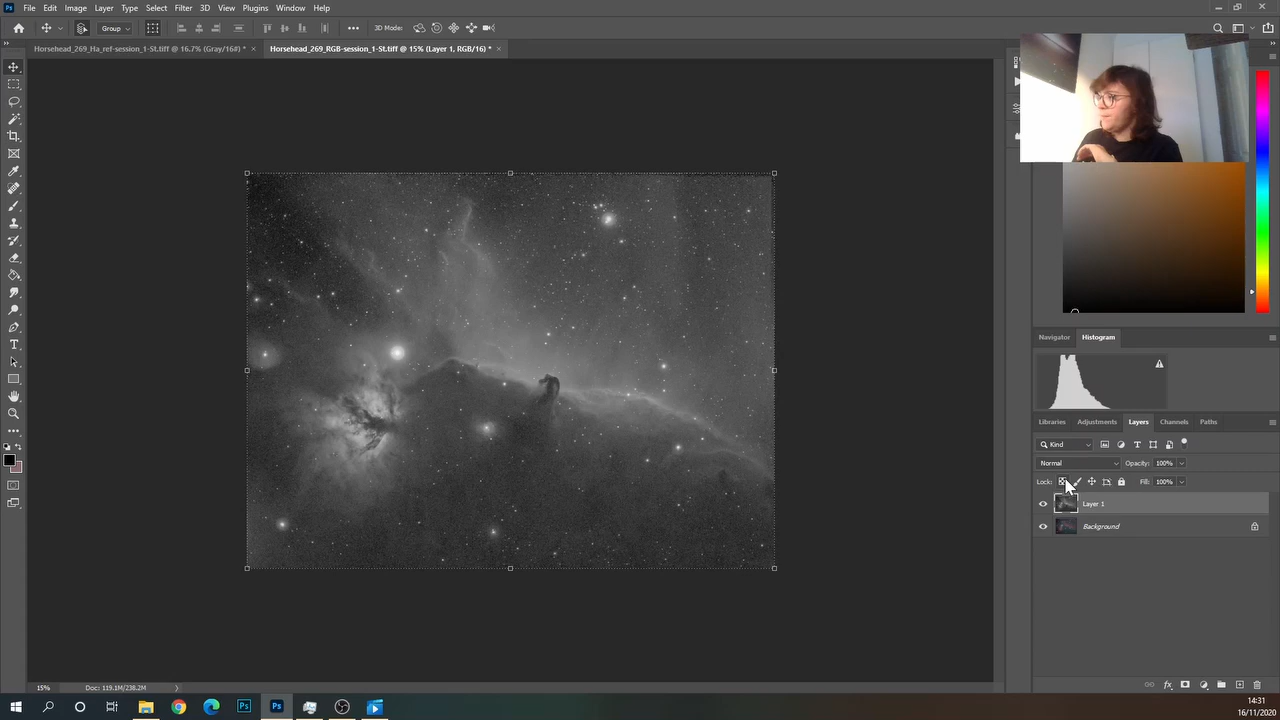 File Edit Image Layer Type Select Filter 3D View Plugins Window Help
Group 3D Mode:
Horsehead_269_Ha_ref-session_1-St.tiff @ 16.7% (Gray/16#) *
Horsehead_269_RGB-session_1-St.tiff @ 15% (Layer 1, RGB/16) *
Navigator Histogram
Libraries Adjustments Layers Channels Paths
Kind
Normal Opacity: 100%
Lock: Fill: 100%
Layer 1
Background
15% Doc: 119.1M/238.2M
14:31
16/11/2020